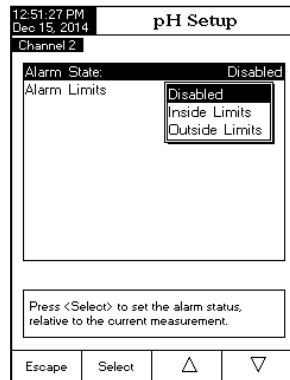 12:51:27 PM
Dec 15, 2014
pH Setup
Channel 2
Alarm State: Disabled
Alarm Limits
Disabled
Inside Limits
Outside Limits
Press <Select> to set the alarm status,
relative to the current measurement.
Escape Select △ ▽